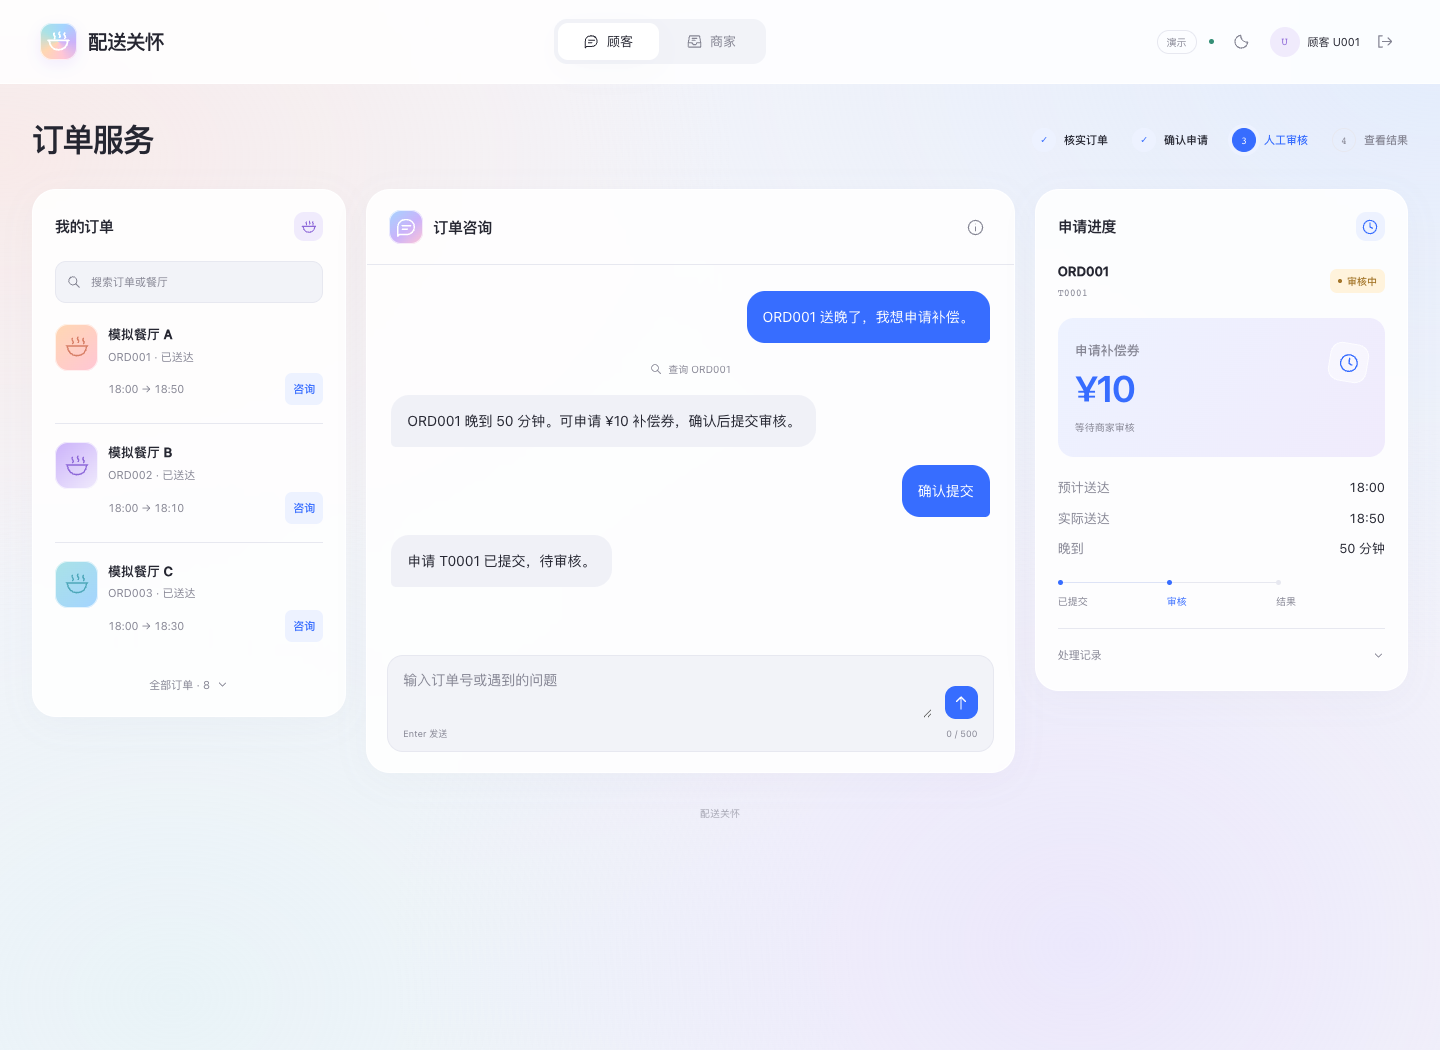 配送关怀
顾客
商家
演示
U
顾客 U001
订单服务
✓ 核实订单
✓ 确认申请
3 人工审核
4 查看结果
我的订单
搜索订单或餐厅
模拟餐厅 A
ORD001 · 已送达
18:00 → 18:50
咨询
模拟餐厅 B
ORD002 · 已送达
18:00 → 18:10
咨询
模拟餐厅 C
ORD003 · 已送达
18:00 → 18:30
咨询
全部订单 · 8
订单咨询
ORD001 送晚了，我想申请补偿。
查询 ORD001
ORD001 晚到 50 分钟。可申请 ¥10 补偿券，确认后提交审核。
确认提交
申请 T0001 已提交，待审核。
输入订单号或遇到的问题
Enter 发送
0 / 500
申请进度
ORD001
T0001
审核中
申请补偿券
¥10
等待商家审核
预计送达 18:00
实际送达 18:50
晚到 50 分钟
已提交
审核
结果
处理记录
配送关怀